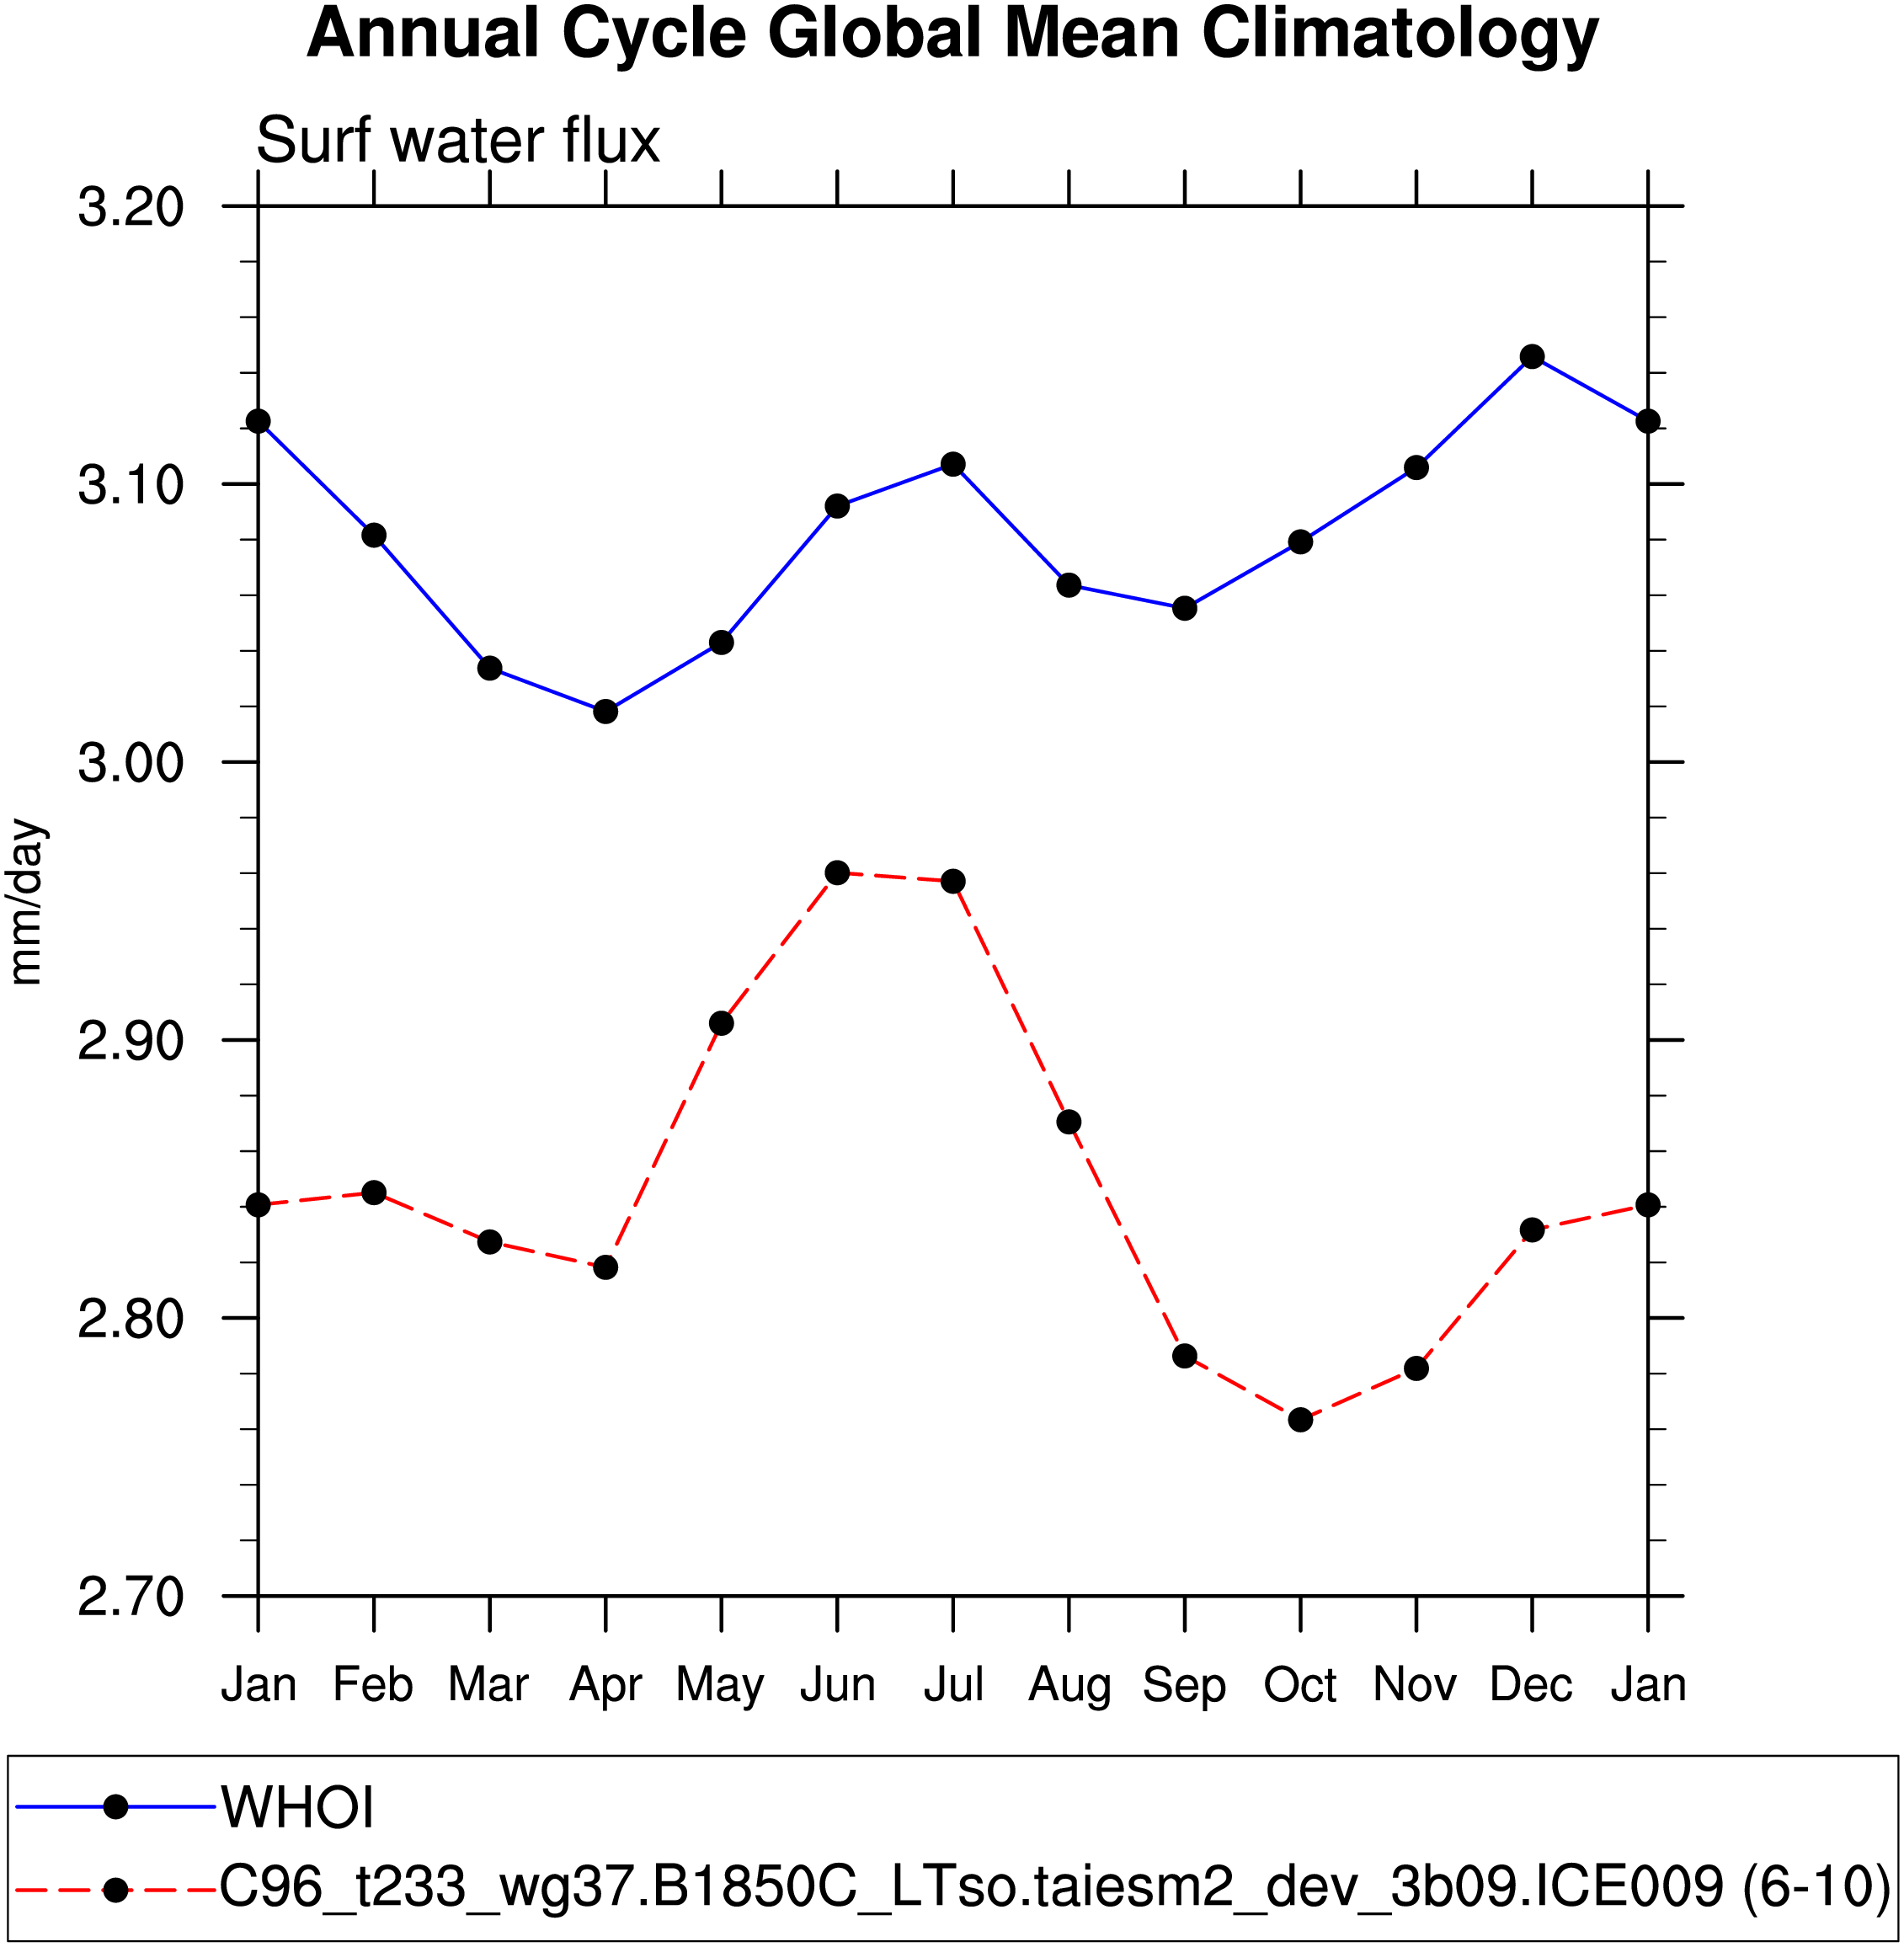 Annual Cycle Global Mean Climatology
Surf water flux
3.20
3.10
3.00
2.90
2.80
2.70
mm/day
Jan Feb Mar Apr May Jun Jul Aug Sep Oct Nov Dec Jan
WHOI
C96_t233_wg37.B1850C_LTso.taiesm2_dev_3b09.ICE009 (6-10)